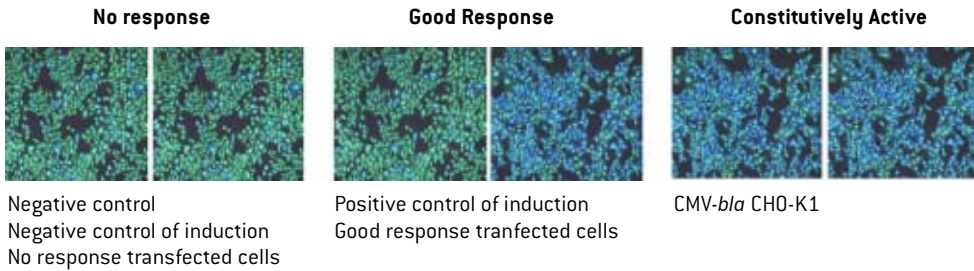 No response
Good Response
Constitutively Active
Negative control
Negative control of induction
No response transfected cells
Positive control of induction
Good response tranfected cells
CMV-bla CHO-K1